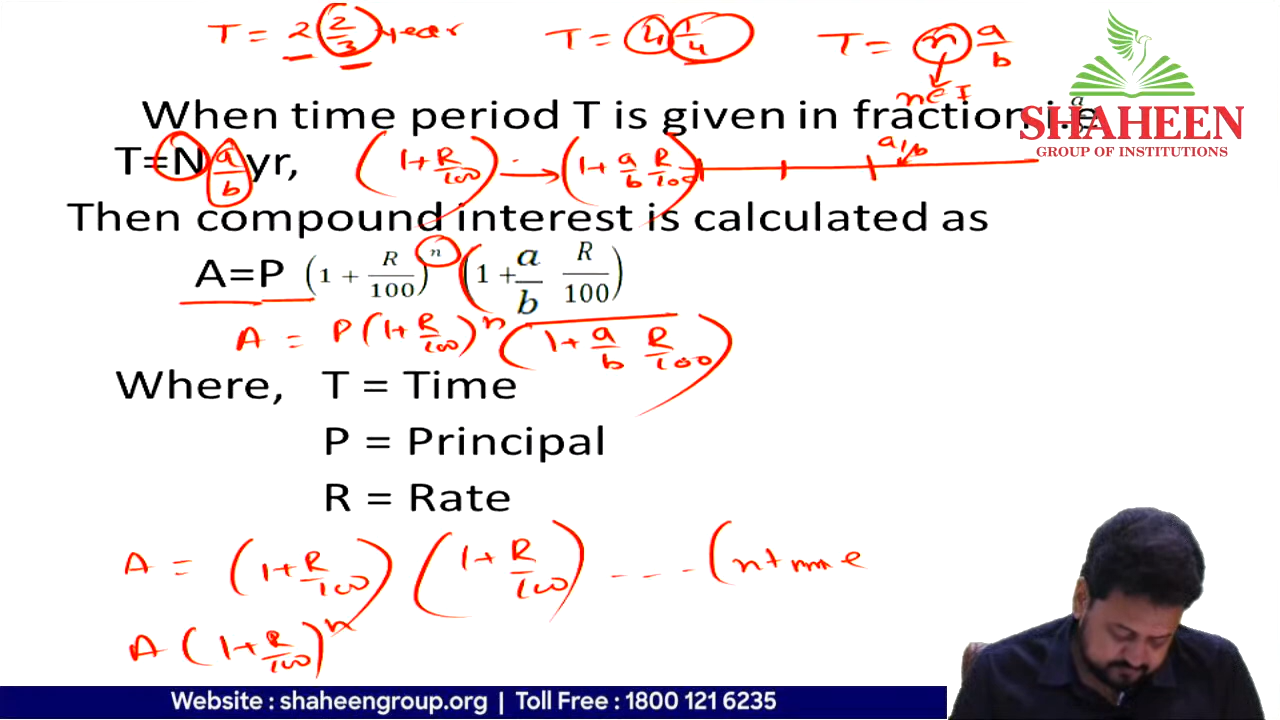 T = 2 2/3 year T = 4 1/4 T = n a/b
n ∈ I
When time period T is given in fraction i.e
SHAHEEN
GROUP OF INSTITUTIONS
T=N a/b yr, (1+R/100) → (1+ a/b R/100) a/b
Then compound interest is calculated as
A=P (1 + R/100)^n (1 + a/b R/100)
A = P(1+R/100)^n (1+ a/b R/100)
Where, T = Time
P = Principal
R = Rate
A = (1+R/100) (1+R/100) ---- (n time
A (1+R/100)^n
Website : shaheengroup.org | Toll Free : 1800 121 6235